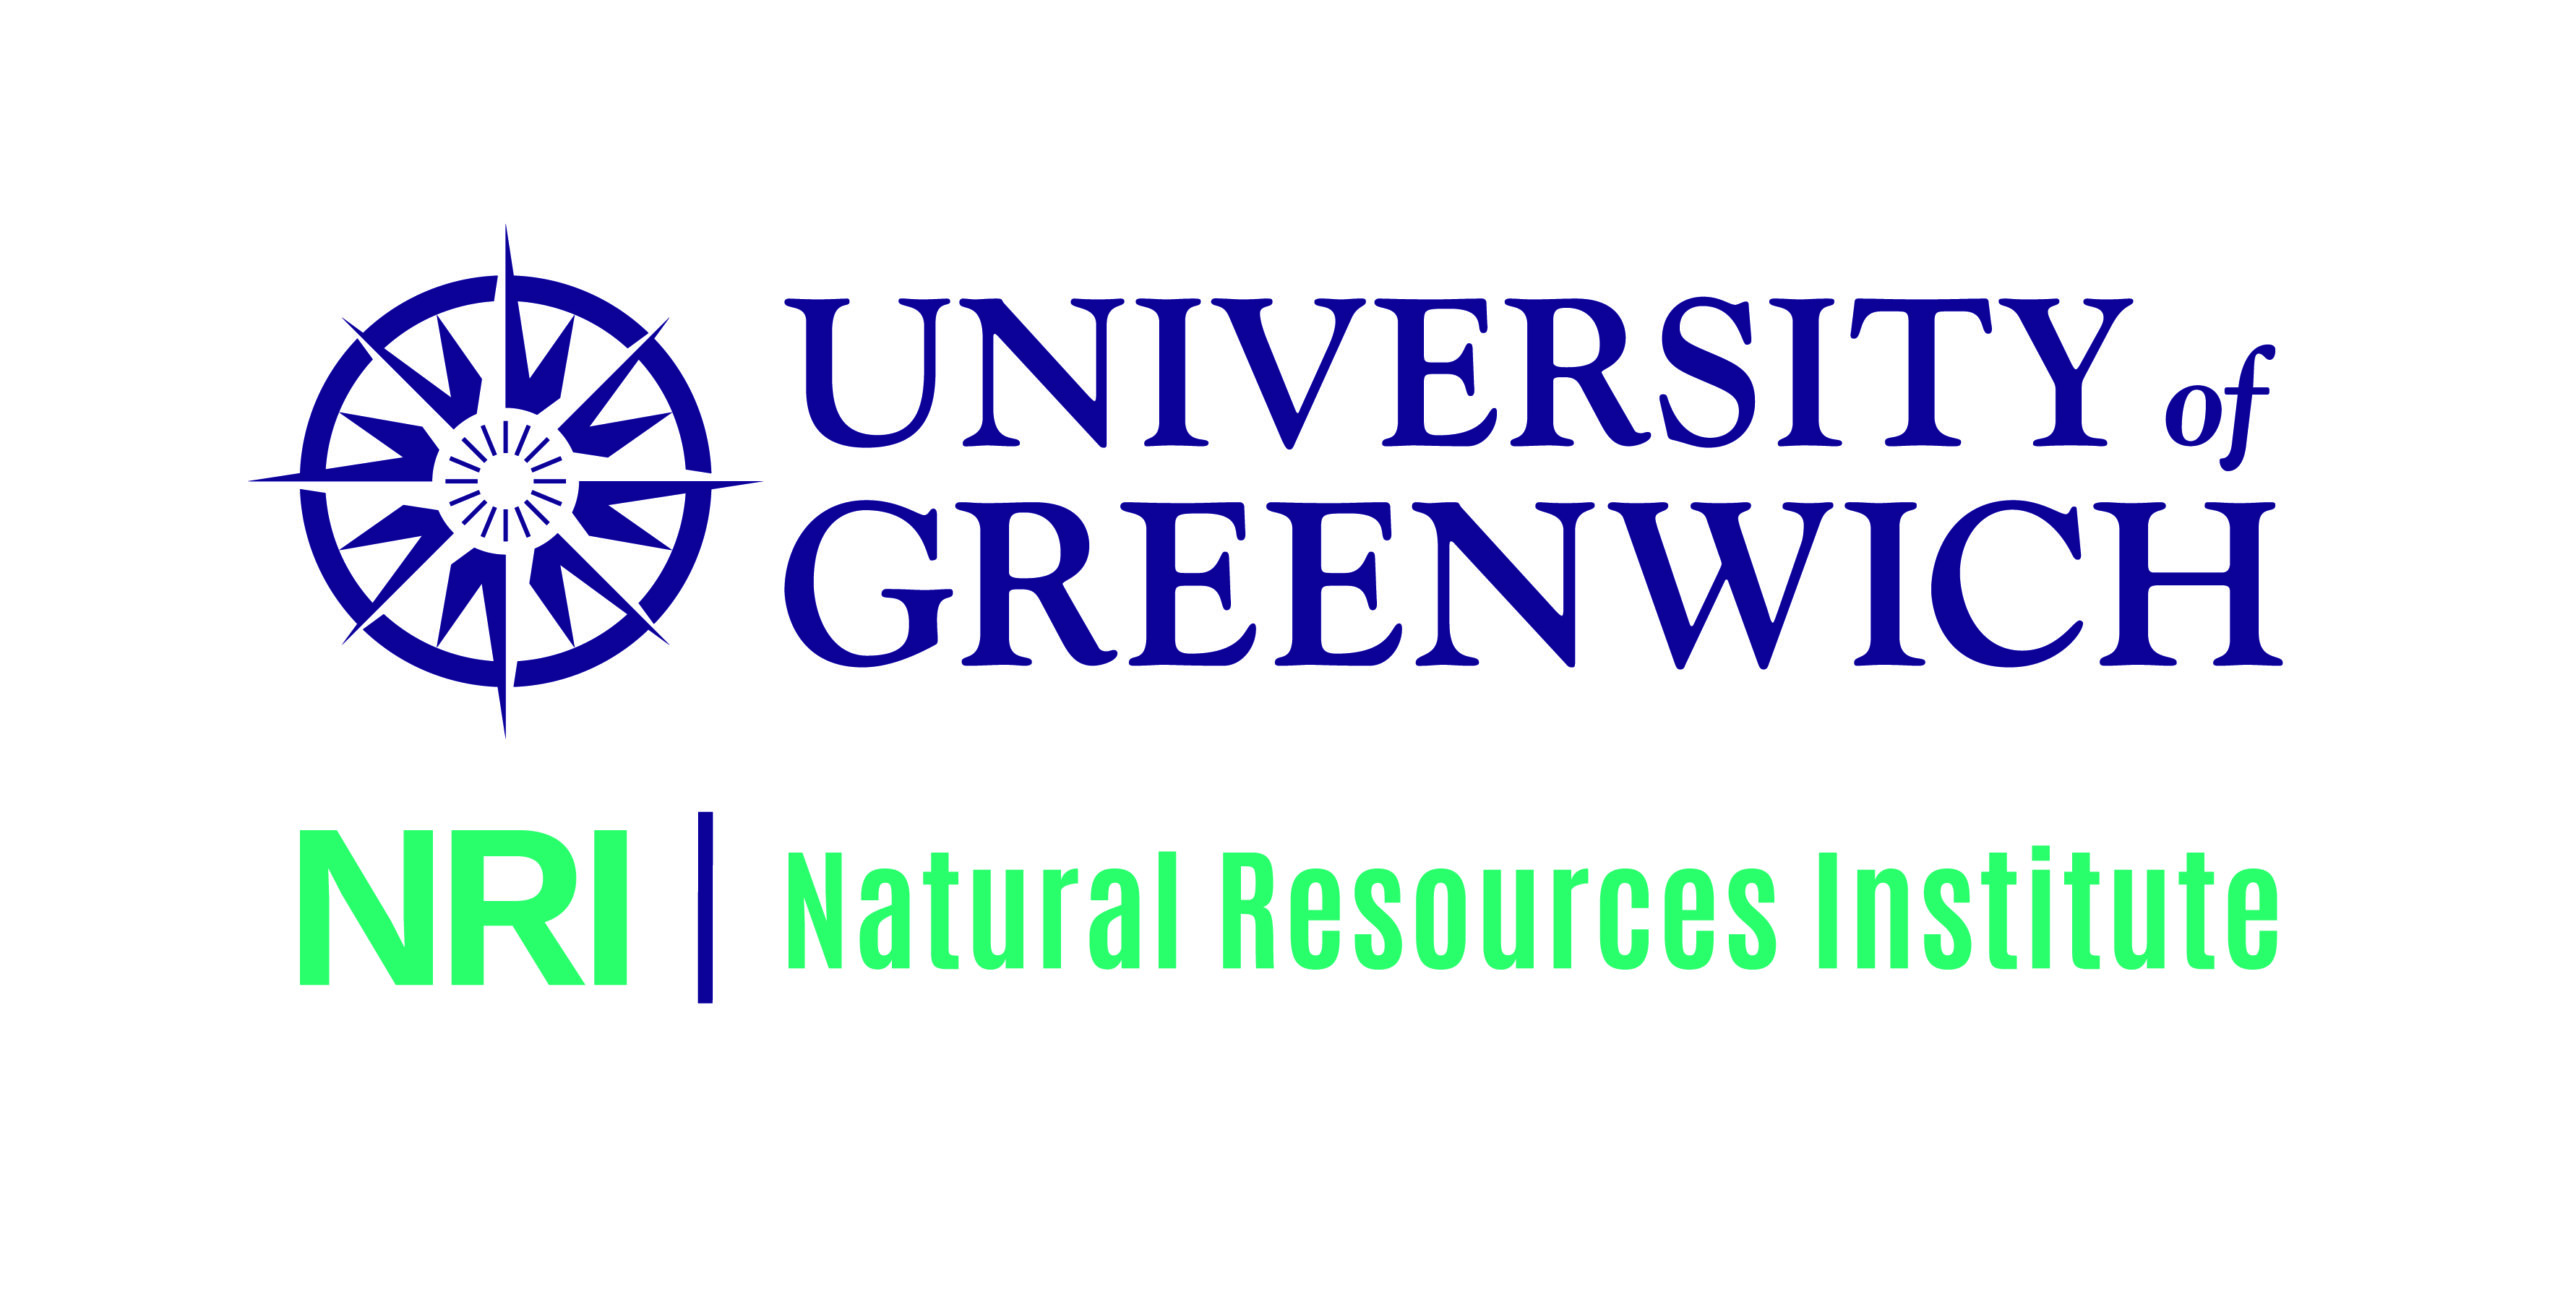 UNIVERSITY of
GREENWICH
NRI | Natural Resources Institute